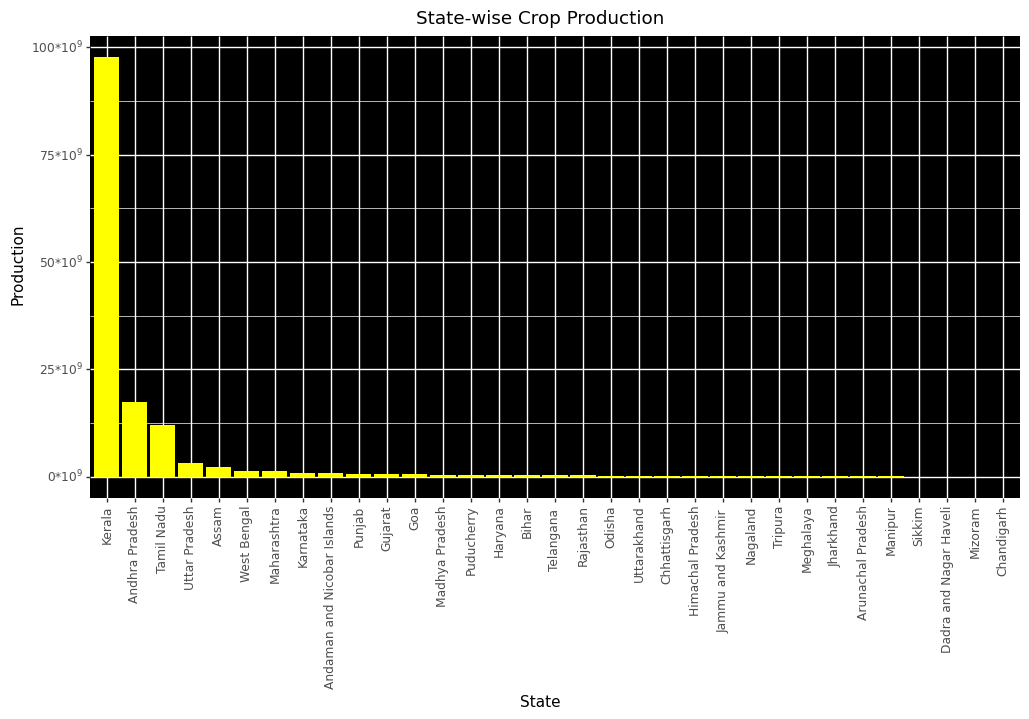 State-wise Crop Production
100*10⁹
75*10⁹
50*10⁹
25*10⁹
0*10⁹
Production
Kerala
Andhra Pradesh
Tamil Nadu
Uttar Pradesh
Assam
West Bengal
Maharashtra
Karnataka
Andaman and Nicobar Islands
Punjab
Gujarat
Goa
Madhya Pradesh
Puducherry
Haryana
Bihar
Telangana
Rajasthan
Odisha
Uttarakhand
Chhattisgarh
Himachal Pradesh
Jammu and Kashmir
Nagaland
Tripura
Meghalaya
Jharkhand
Arunachal Pradesh
Manipur
Sikkim
Dadra and Nagar Haveli
Mizoram
Chandigarh
State